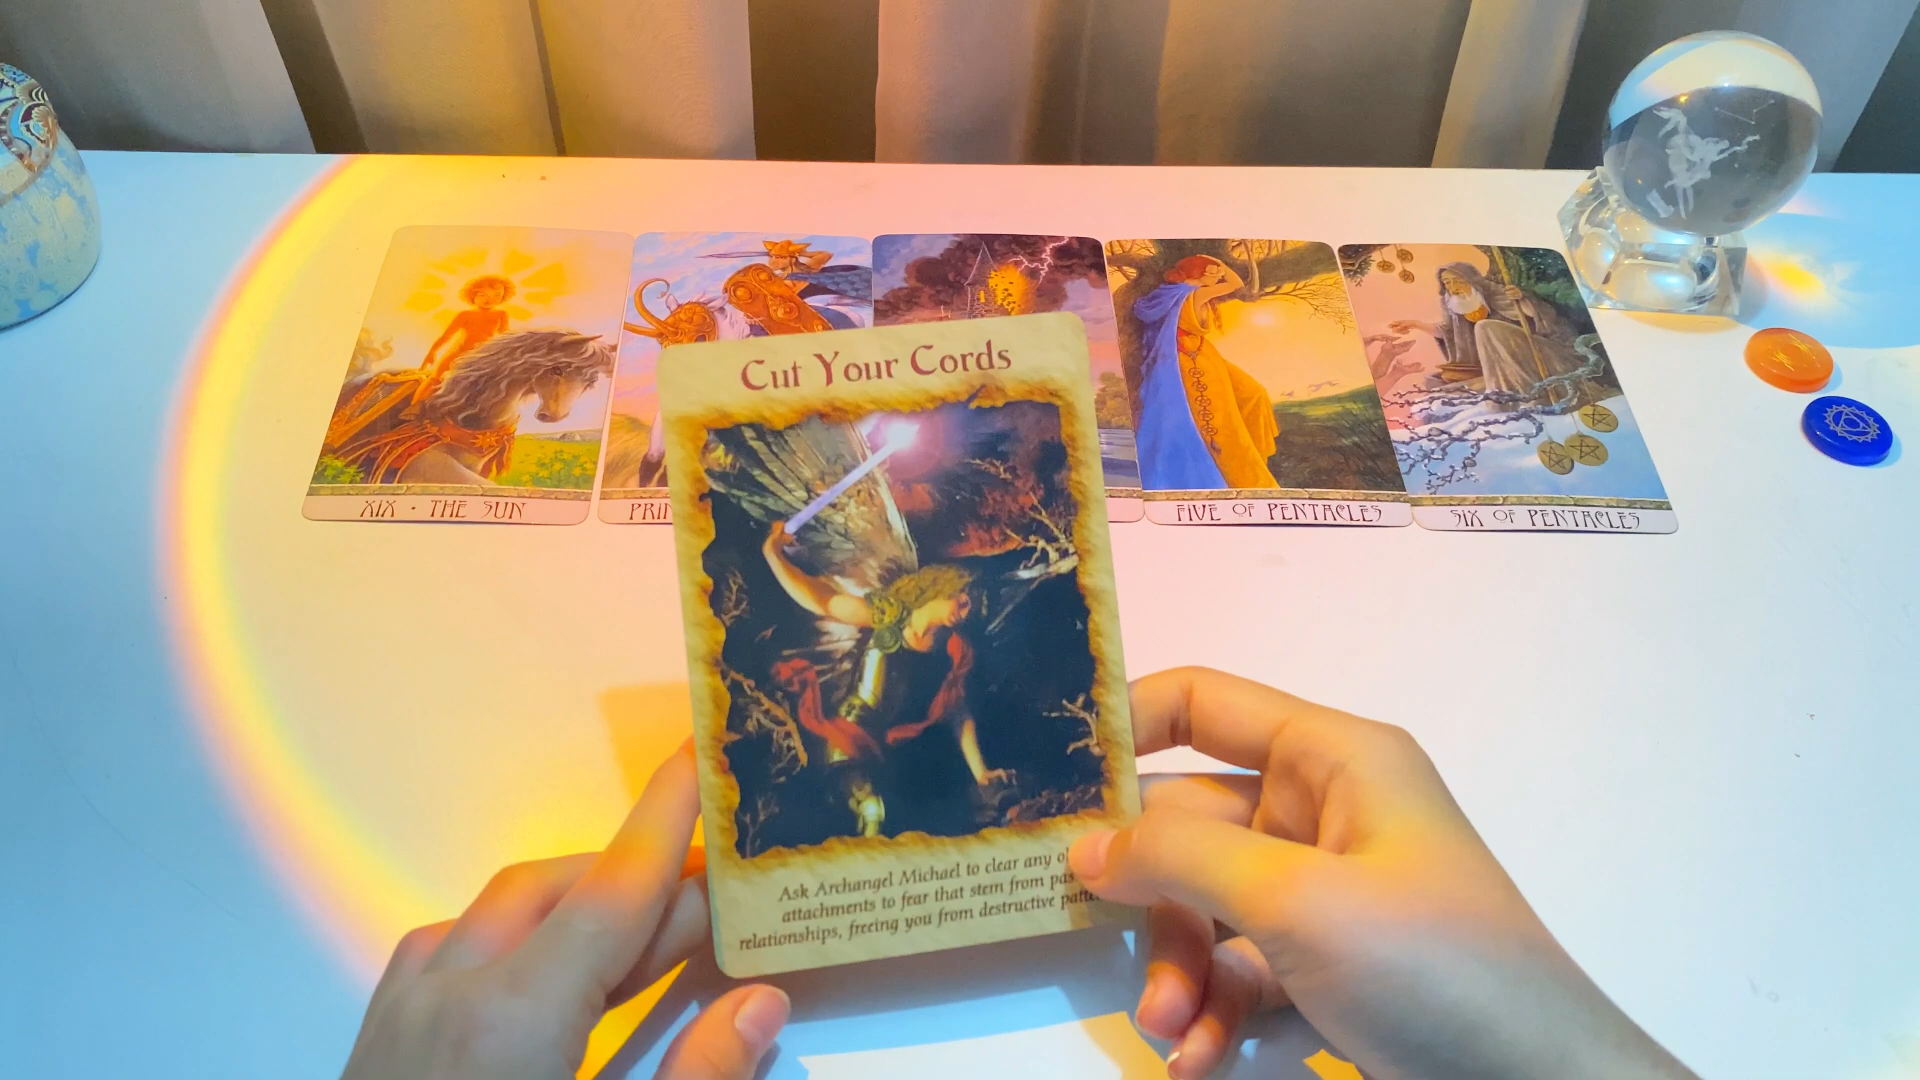 XIX • THE SUN
FIVE OF PENTACLES
SIX OF PENTACLES
Cut Your Cords
Ask Archangel Michael to clear any
attachments to fear that stem from
relationships, freeing you from destructive